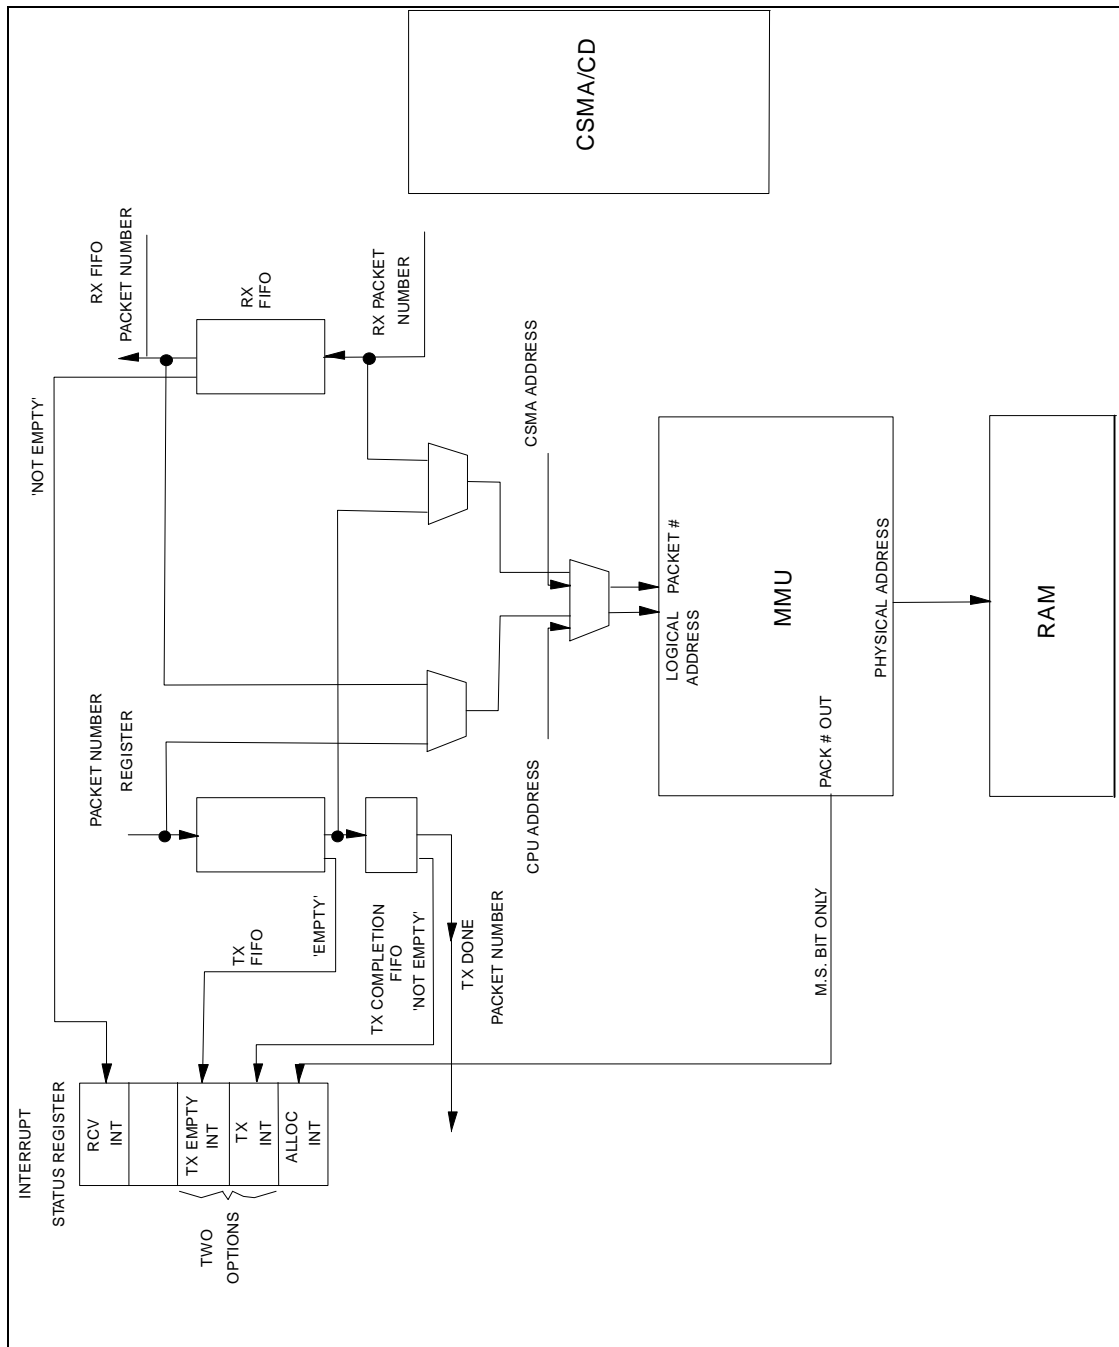 INTERRUPT
STATUS REGISTER
RCV
INT
TX EMPTY
INT
TX
INT
ALLOC
INT
TWO
OPTIONS
'NOT EMPTY'
PACKET NUMBER
REGISTER
TX
FIFO
'EMPTY'
TX COMPLETION
FIFO
'NOT EMPTY'
TX DONE
PACKET NUMBER
RX FIFO
PACKET NUMBER
RX
FIFO
RX PACKET
NUMBER
CSMA/CD
CPU ADDRESS
CSMA ADDRESS
LOGICAL
ADDRESS
PACKET #
MMU
PACK # OUT
PHYSICAL ADDRESS
M.S. BIT ONLY
RAM